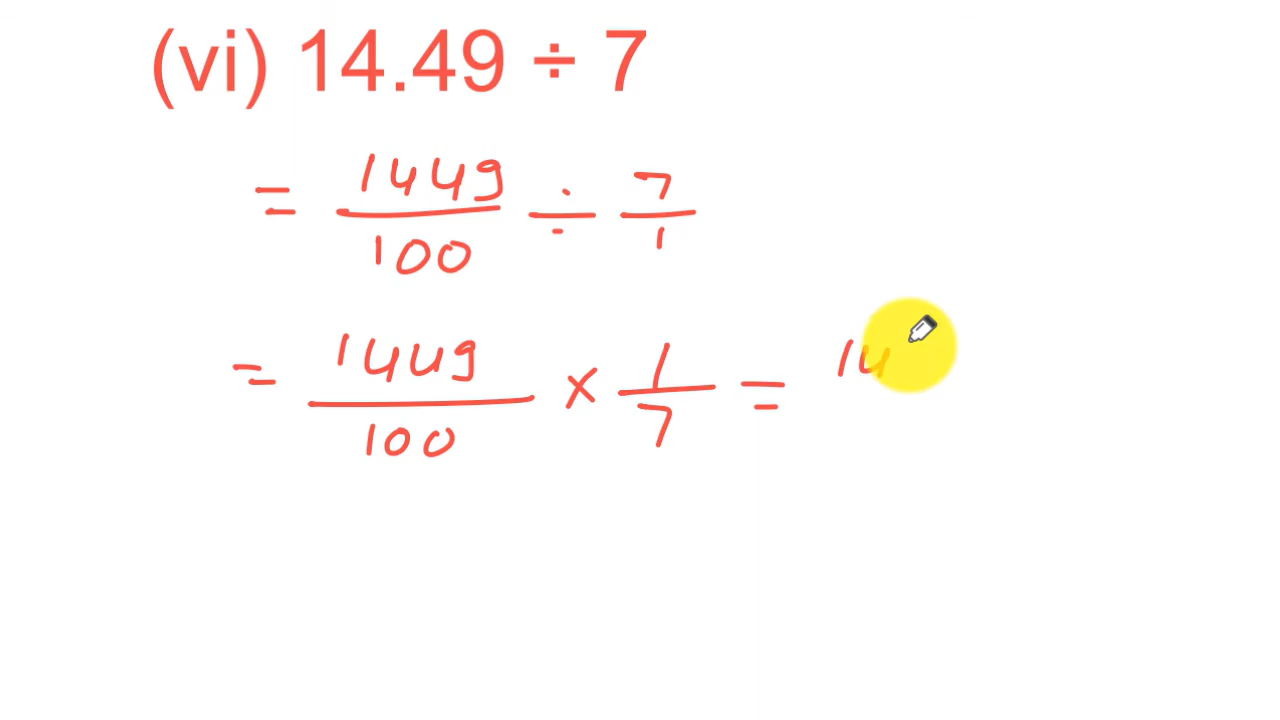 (vi) 14.49 ÷ 7
= 1449/100 ÷ 7/1
= 1449/100 × 1/7 = 14